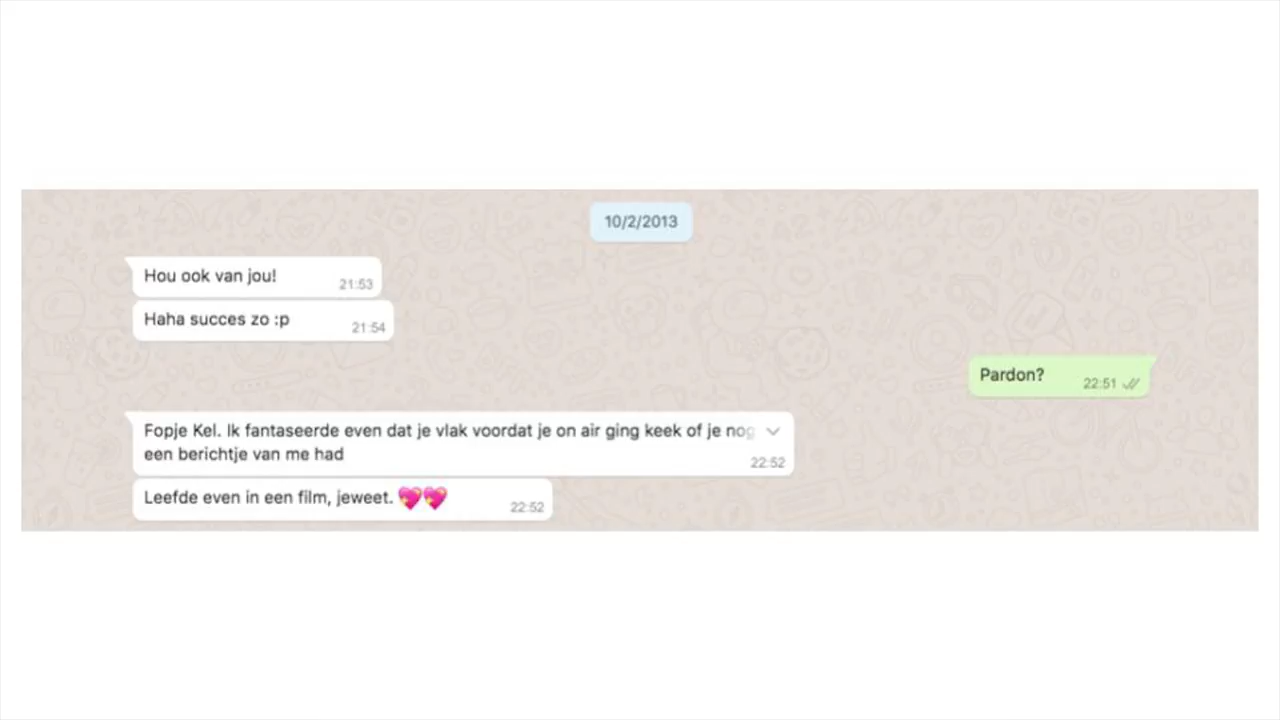 10/2/2013
Hou ook van jou!
21:53
Haha succes zo :p
21:54
Pardon?
22:51
Fopje Kel. Ik fantaseerde even dat je vlak voordat je on air ging keek of je nog
een berichtje van me had
22:52
Leefde even in een film, jeweet. 💖💖
22:52